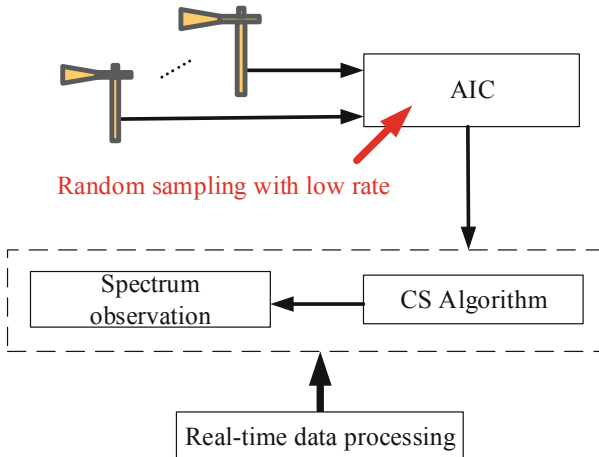 AIC
Random sampling with low rate
Spectrum
observation
CS Algorithm
Real-time data processing